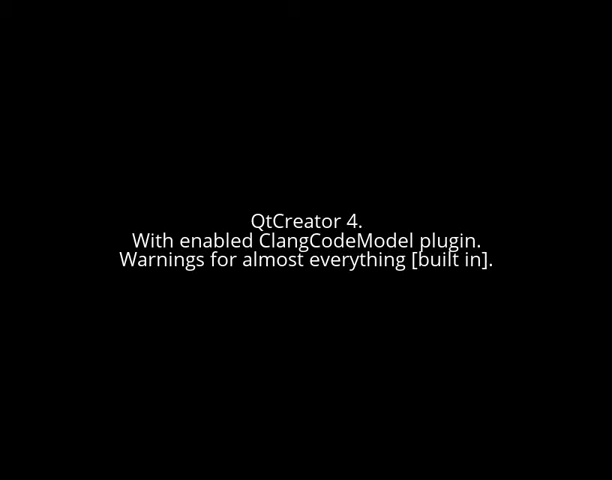 QtCreator 4.
With enabled ClangCodeModel plugin.
Warnings for almost everything [built in].